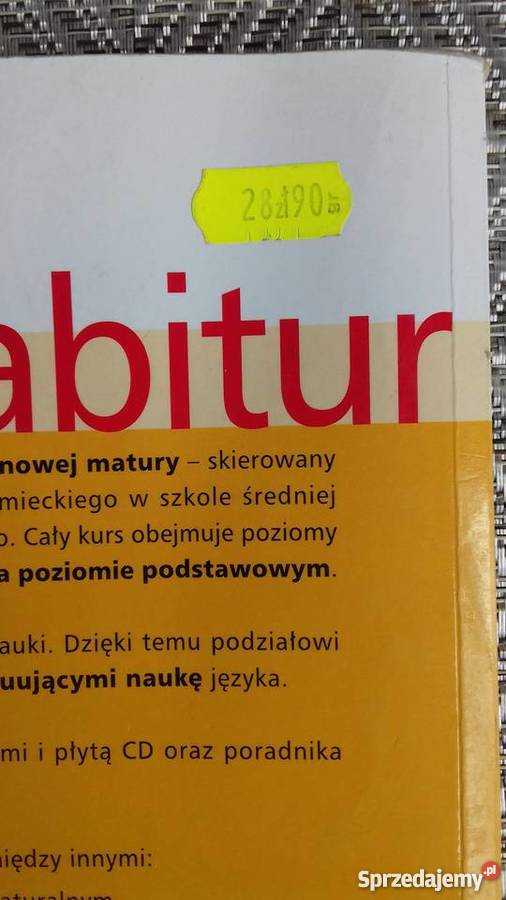 28zł90gr
abitur
nowej matury – skierowany
mieckiego w szkole średniej
o. Cały kurs obejmuje poziomy
a poziomie podstawowym.
auki. Dzięki temu podziałowi
uującymi naukę języka.
mi i płytą CD oraz poradnika
między innymi:
aturalnym
Sprzedajemy.pl